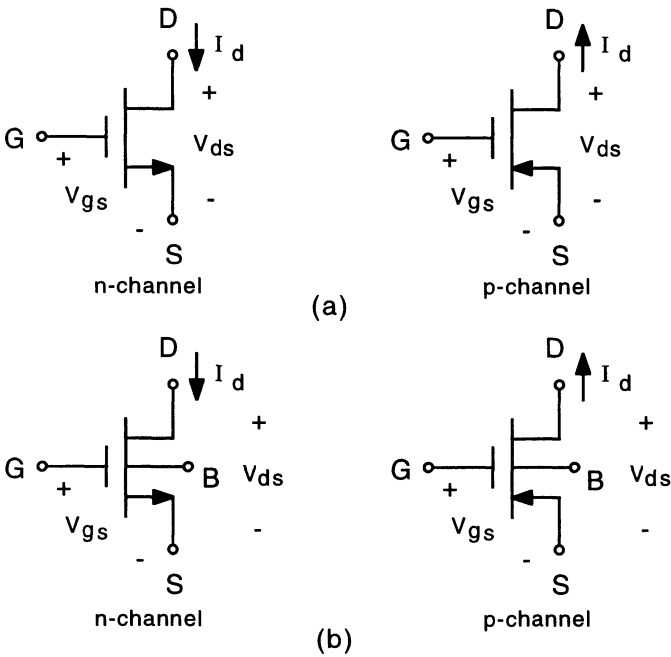 D
I d
+
G
+
Vds
Vgs
-
-
S
n-channel
D
I d
+
G
+
Vds
Vgs
-
-
S
p-channel
(a)
D
I d
+
G
B
Vds
+
Vgs
-
-
S
n-channel
D
I d
+
G
B
Vds
+
Vgs
-
-
S
p-channel
(b)